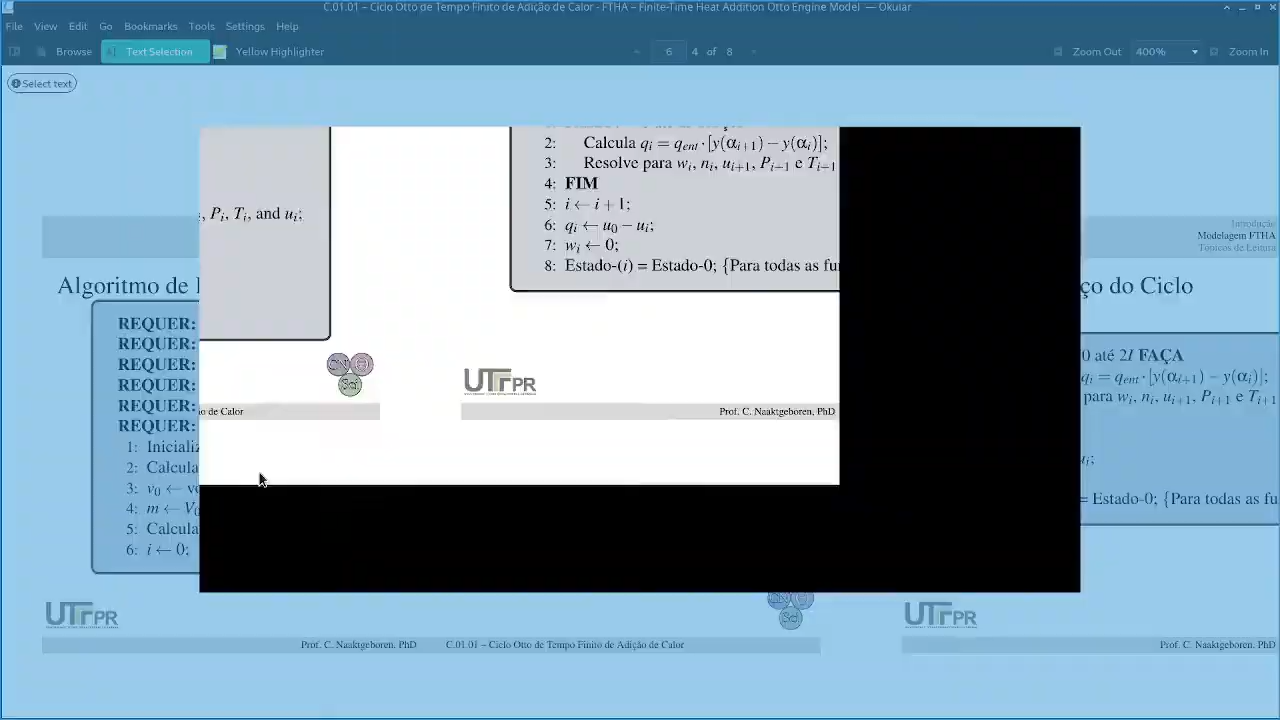 C.01.01 – Ciclo Otto de Tempo Finito de Adição de Calor - FTHA – Finite-Time Heat Addition Otto Engine Model — Okular
File View Edit Go Bookmarks Tools Settings Help
Browse Text Selection Yellow Highlighter 6 4 of 8 Zoom Out 400% Zoom In
Select text
2: Calcula qᵢ = qₑₙₜ · [y(αᵢ₊₁) − y(αᵢ)];
3: Resolve para wᵢ, nᵢ, uᵢ₊₁, Pᵢ₊₁ e Tᵢ₊₁
4: FIM
5: i ← i + 1;
6: qᵢ ← u₀ − uᵢ;
7: wᵢ ← 0;
8: Estado-(i) = Estado-0; {Para todas as fu
, Pᵢ, Tᵢ, and uᵢ;
UTFPR
ão de Calor
Prof. C. Naaktgeboren, PhD
Introdução
Modelagem FTHA
Tópicos de Leitura
Algoritmo de
REQUER:
REQUER:
REQUER:
REQUER:
REQUER:
REQUER:
1: Iniciali
2: Calcula
3: v₀ ← v
4: m ← V₀
5: Calcula
6: i ← 0;
ço do Ciclo
0 até 2I FAÇA
qᵢ = qₑₙₜ · [y(αᵢ₊₁) − y(αᵢ)];
para wᵢ, nᵢ, uᵢ₊₁, Pᵢ₊₁ e Tᵢ₊₁
uᵢ;
= Estado-0; {Para todas as fu
UTFPR
Prof. C. Naaktgeboren, PhD C.01.01 – Ciclo Otto de Tempo Finito de Adição de Calor
UTFPR
Prof. C. Naaktgeboren, PhD